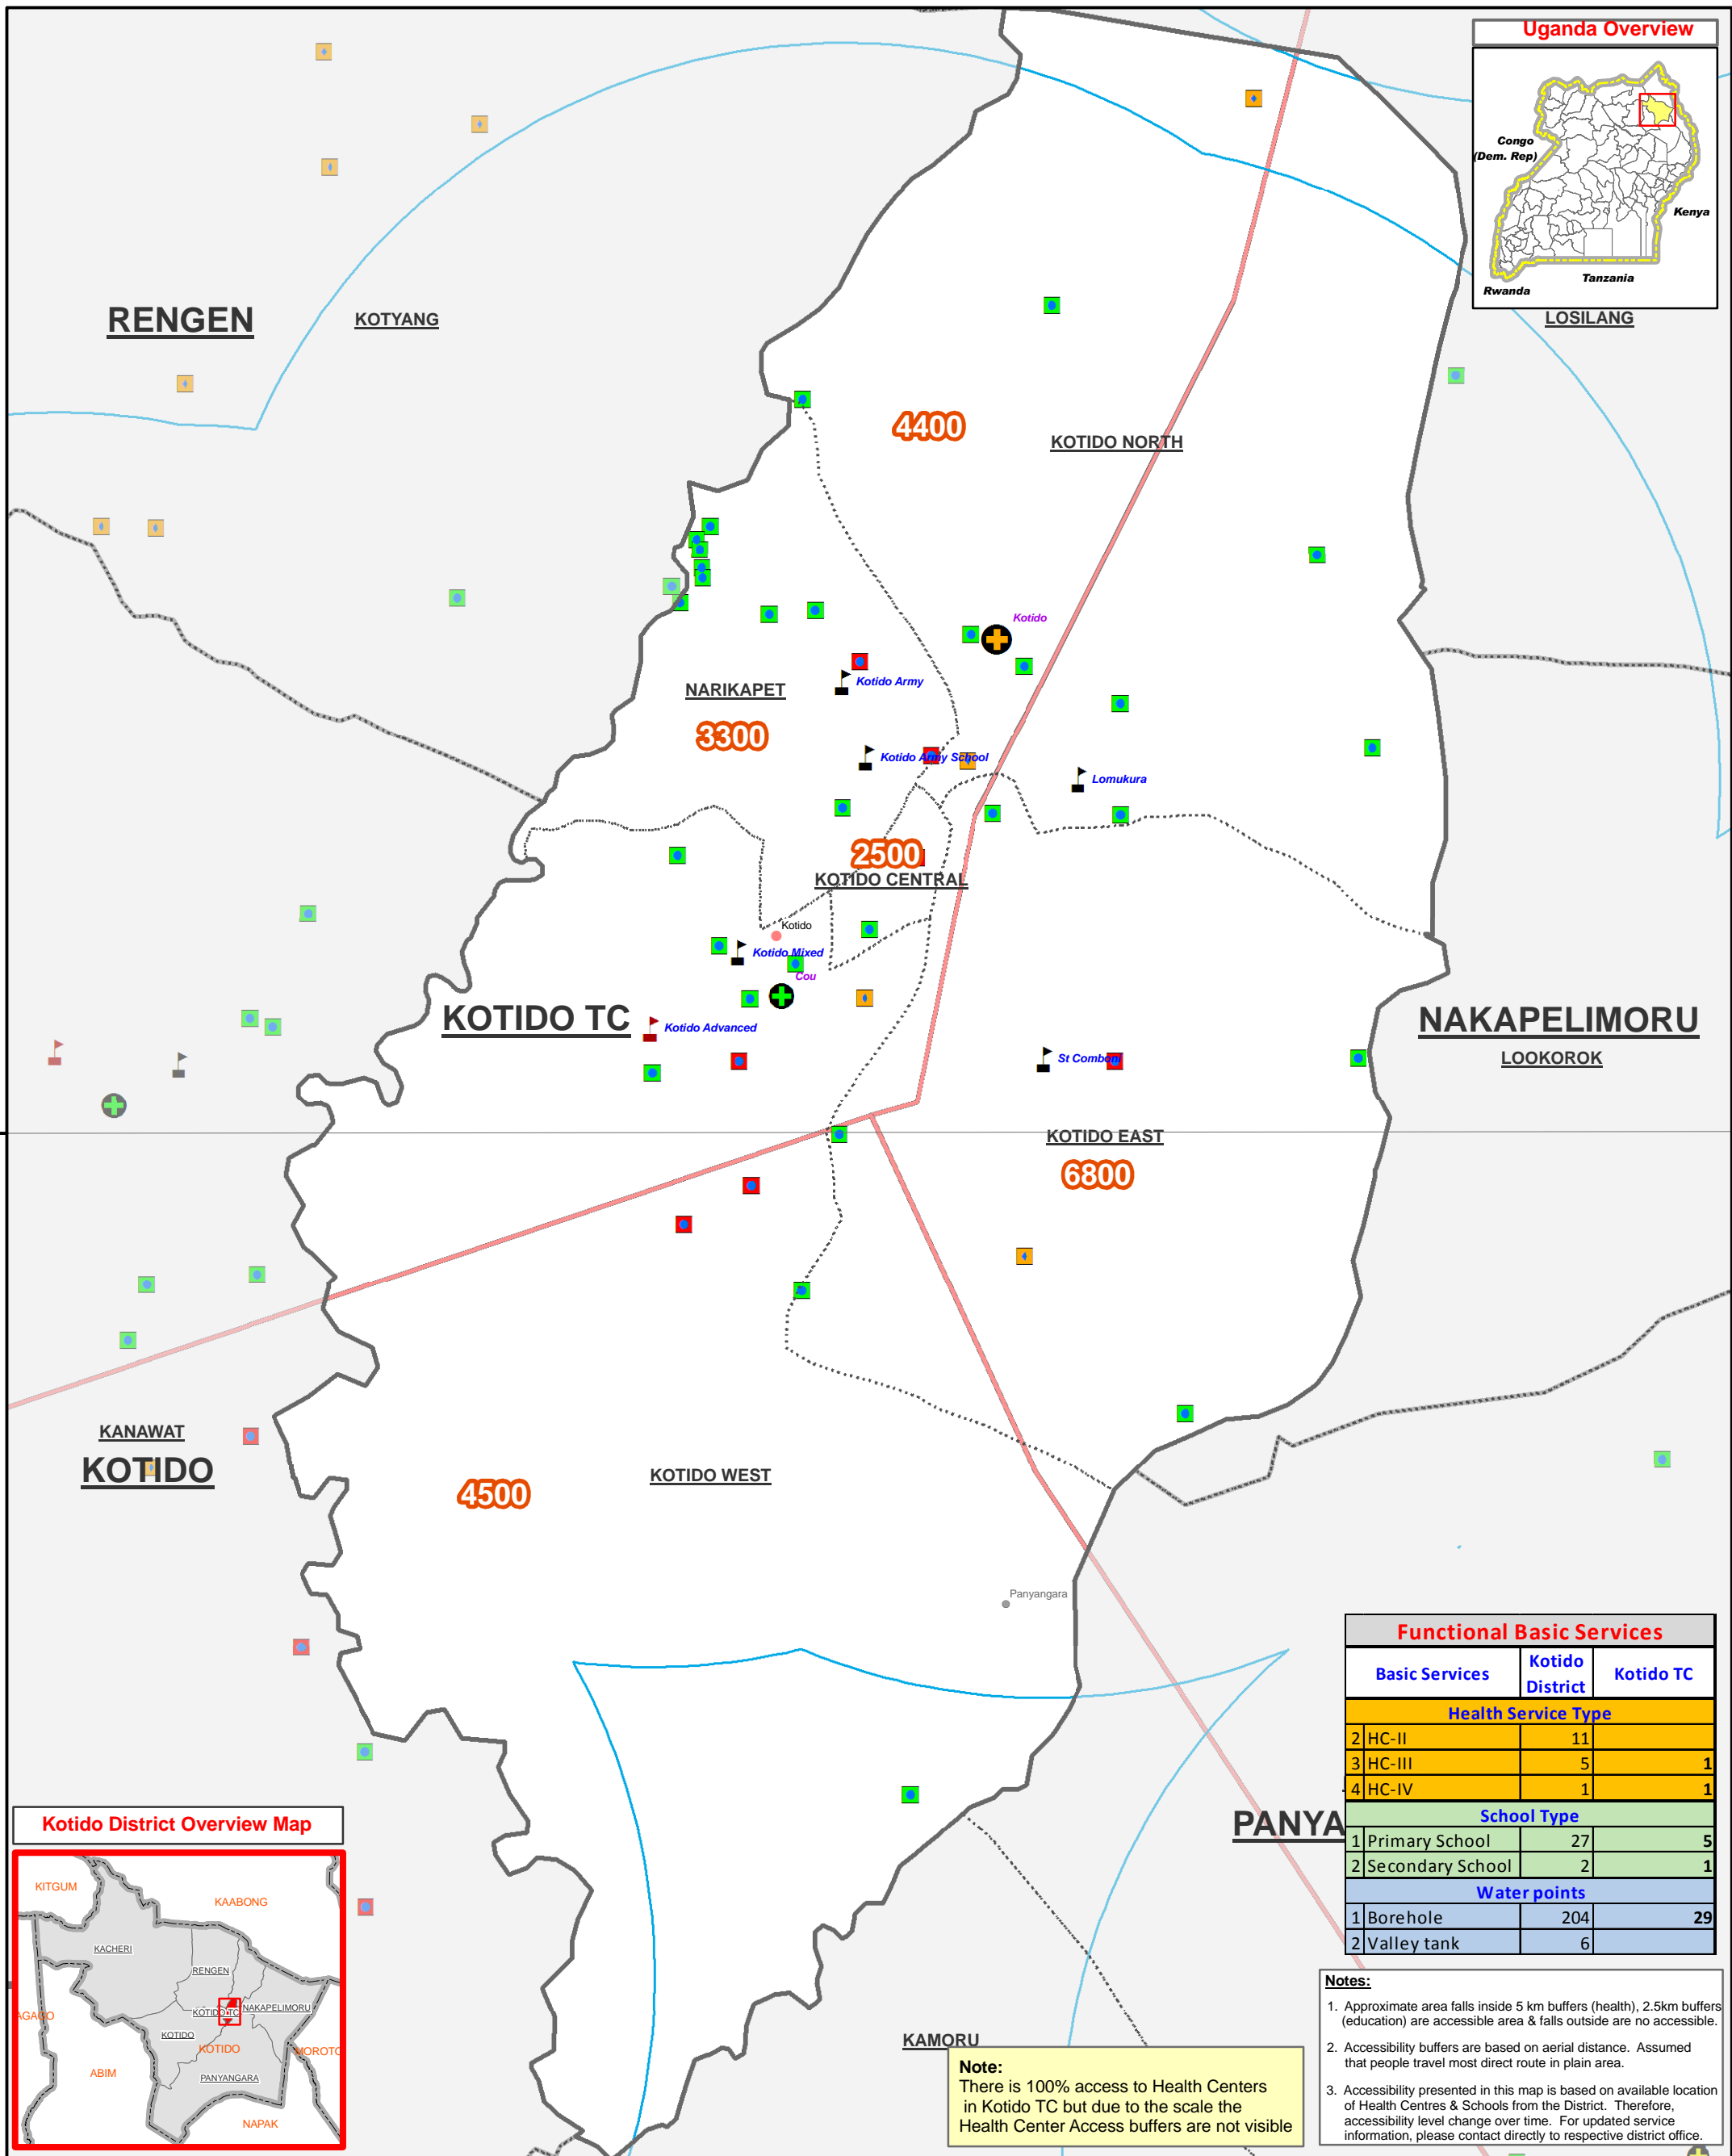 Uganda Overview
Congo
(Dem. Rep)
Kenya
Tanzania
Rwanda
RENGEN
KOTYANG
LOSILANG
4400
KOTIDO NORTH
Kotido
Kotido Army
NARIKAPET
3300
Kotido Army School
Lomukura
2500
KOTIDO CENTRAL
Kotido
Kotido Mixed
Cou
KOTIDO TC
Kotido Advanced
NAKAPELIMORU
LOOKOROK
St Comboni
KOTIDO EAST
6800
KANAWAT
KOTIDO
KOTIDO WEST
4500
Panyangara
PANYA
KAMORU
Functional Basic Services
Basic Services Kotido District Kotido TC
Health Service Type
2 HC-II 11
3 HC-III 5 1
4 HC-IV 1 1
School Type
1 Primary School 27 5
2 Secondary School 2 1
Water points
1 Borehole 204 29
2 Valley tank 6
Kotido District Overview Map
KITGUM
KAABONG
KACHERI
RENGEN
KOTIDO TC
NAKAPELIMORU
AGAGO
KOTIDO
KOTIDO
MOROTO
ABIM
PANYANGARA
NAPAK
Note:
There is 100% access to Health Centers
in Kotido TC but due to the scale the
Health Center Access buffers are not visible
Notes:
1. Approximate area falls inside 5 km buffers (health), 2.5km buffers
(education) are accessible area & falls outside are no accessible.
2. Accessibility buffers are based on aerial distance. Assumed
that people travel most direct route in plain area.
3. Accessibility presented in this map is based on available location
of Health Centres & Schools from the District. Therefore,
accessibility level change over time. For updated service
information, please contact directly to respective district office.